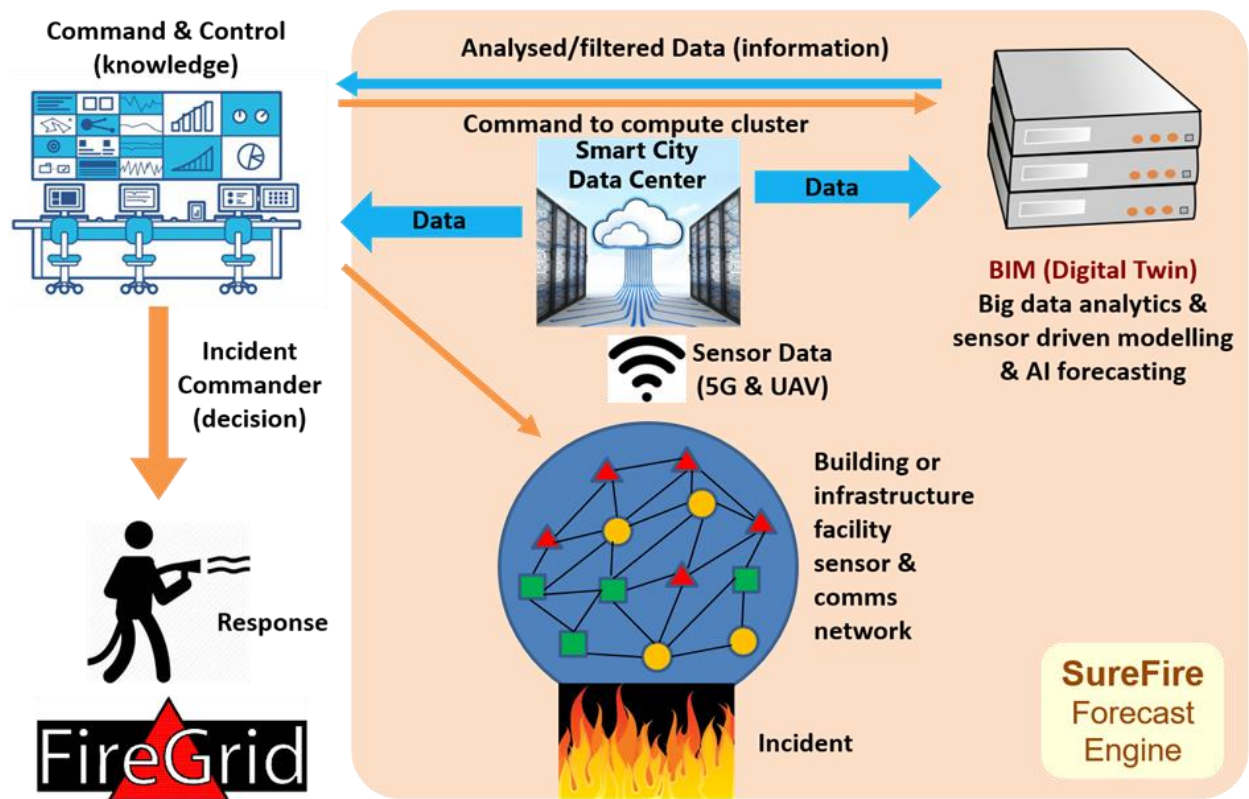 Command & Control
(knowledge)
Analysed/filtered Data (information)
Command to compute cluster
Smart City
Data Center
Data
Data
BIM (Digital Twin)
Big data analytics &
sensor driven modelling
& AI forecasting
Incident
Commander
(decision)
Sensor Data
(5G & UAV)
Building or
infrastructure
facility
sensor &
comms
network
Response
FireGrid
Incident
SureFire
Forecast
Engine